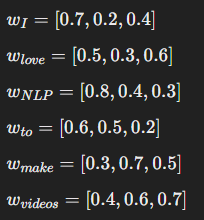 w_I = [0.7, 0.2, 0.4]
w_love = [0.5, 0.3, 0.6]
w_NLP = [0.8, 0.4, 0.3]
w_to = [0.6, 0.5, 0.2]
w_make = [0.3, 0.7, 0.5]
w_videos = [0.4, 0.6, 0.7]